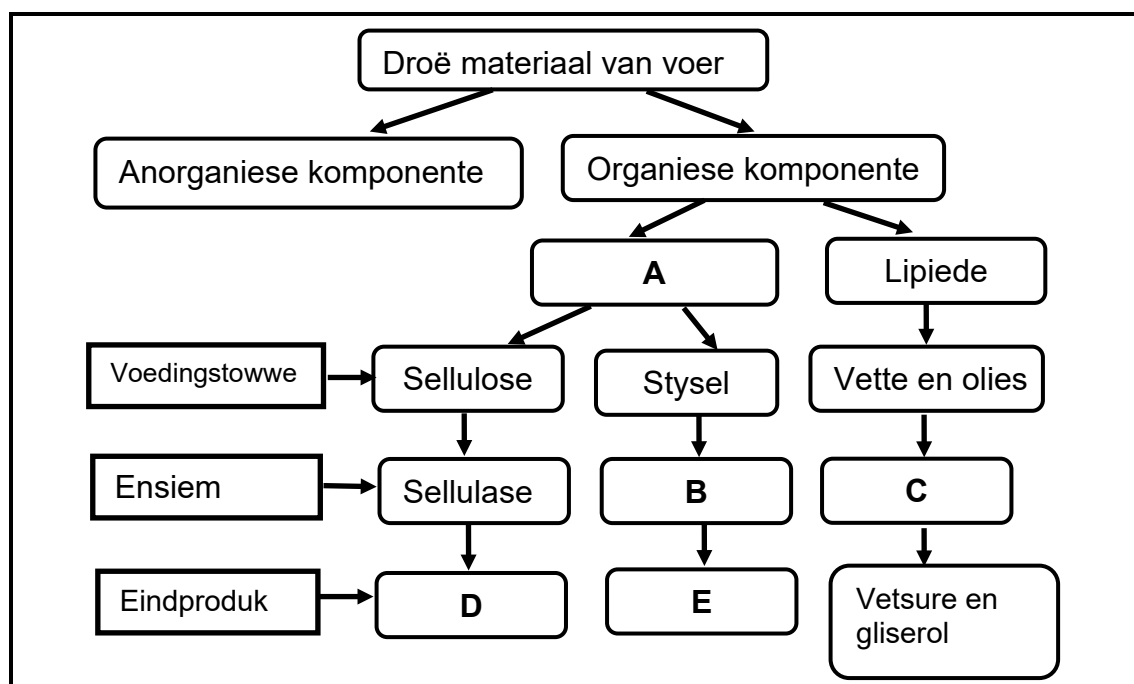 Droë materiaal van voer
Anorganiese komponente
Organiese komponente
A
Lipiede
Voedingstowwe
Sellulose
Stysel
Vette en olies
Ensiem
Sellulase
B
C
Eindproduk
D
E
Vetsure en
gliserol